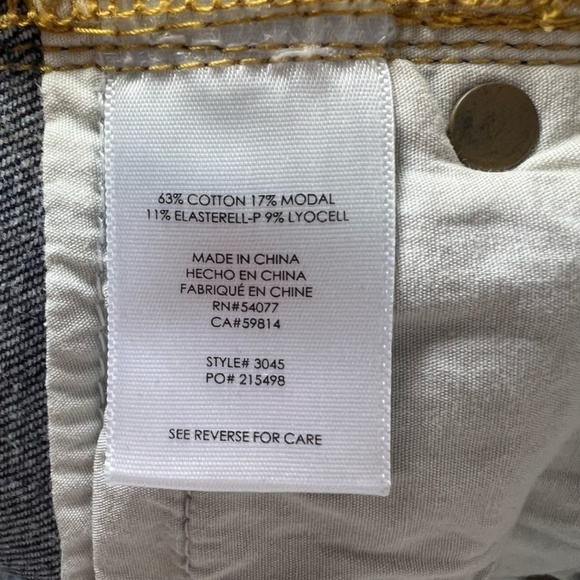 63% COTTON 17% MODAL
11% ELASTERELL-P 9% LYOCELL
MADE IN CHINA
HECHO EN CHINA
FABRIQUÉ EN CHINE
RN#54077
CA#59814
STYLE# 3045
PO# 215498
SEE REVERSE FOR CARE